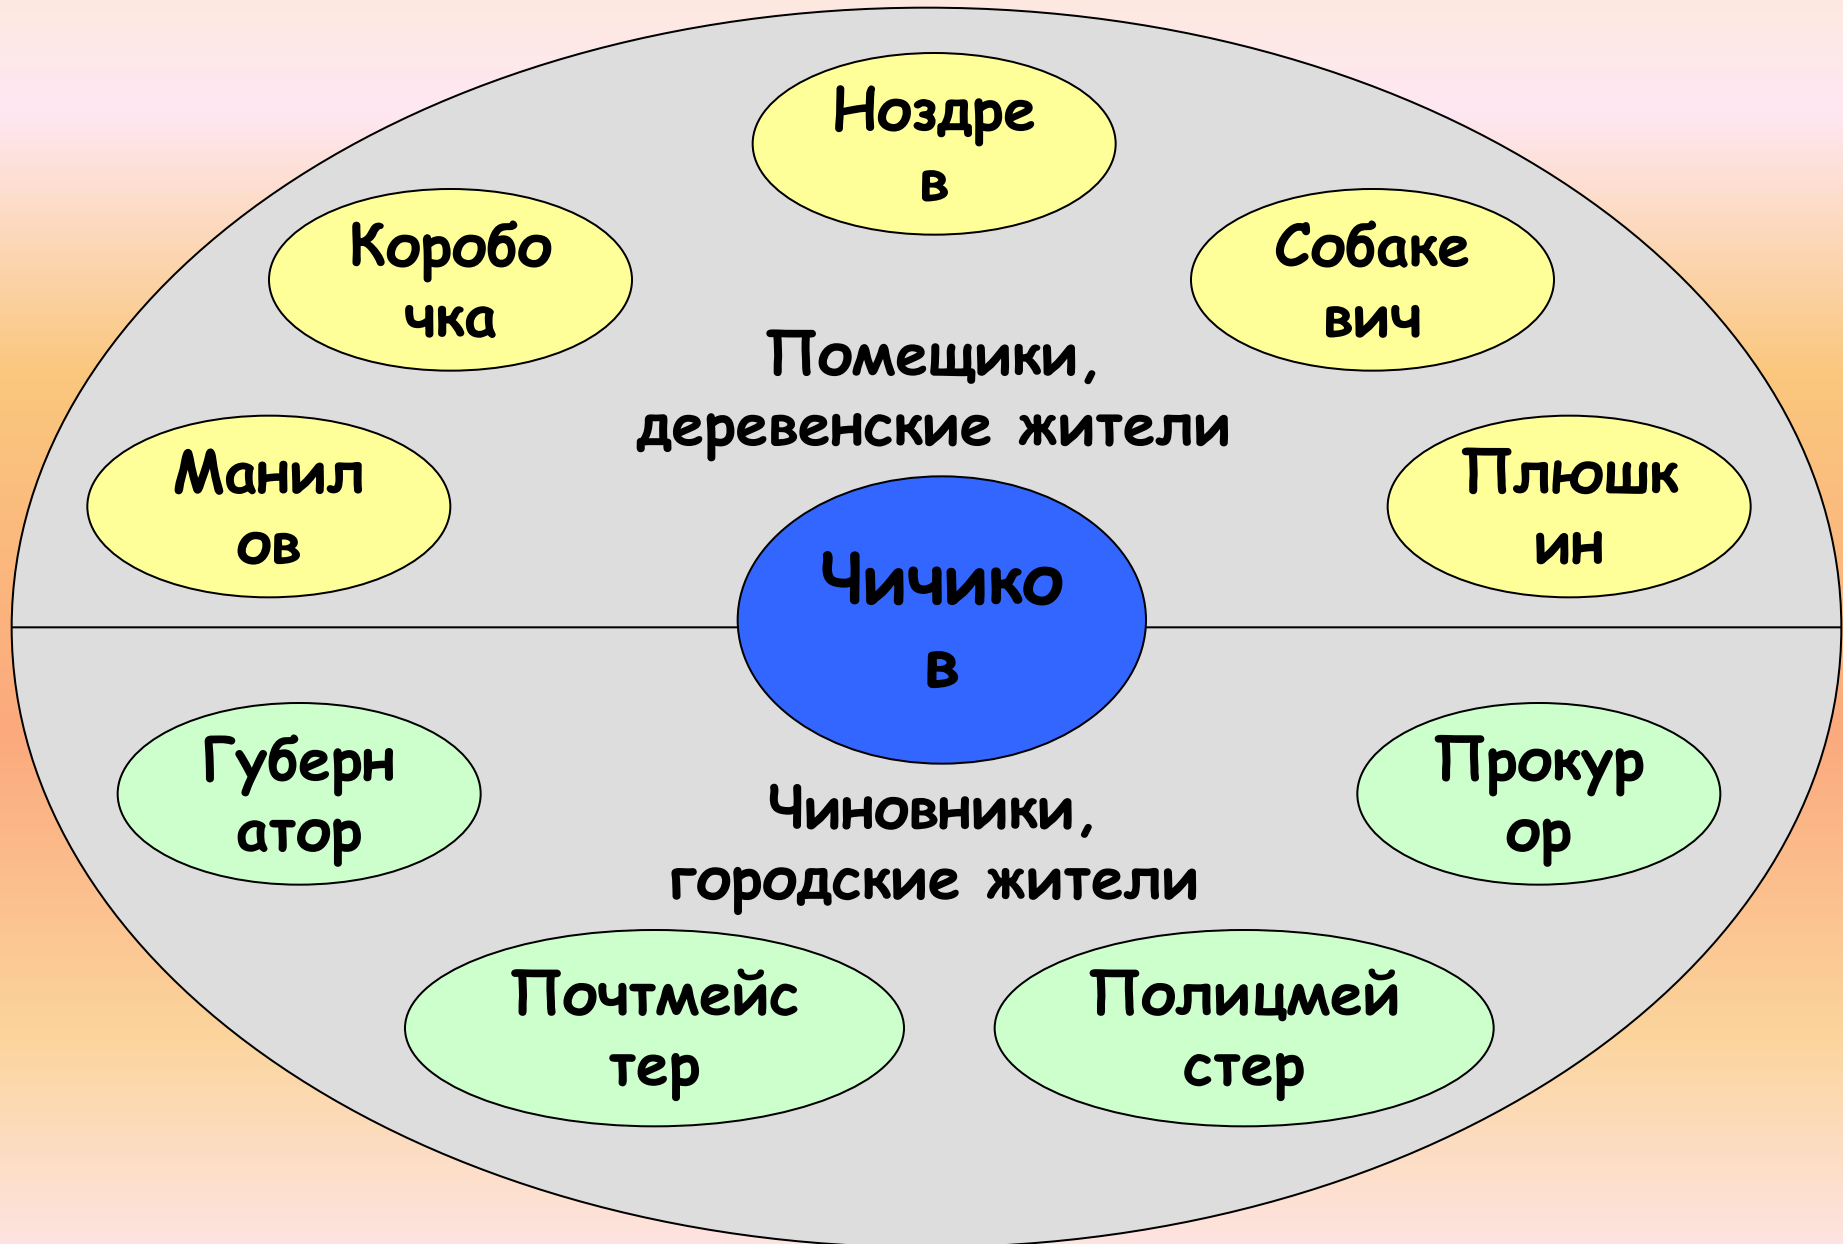 Ноздре
в
Коробо
чка
Собаке
вич
Помещики,
деревенские жители
Манил
ов
Плюшк
ин
Чичико
в
Губерн
атор
Прокур
ор
Чиновники,
городские жители
Почтмейс
тер
Полицмей
стер